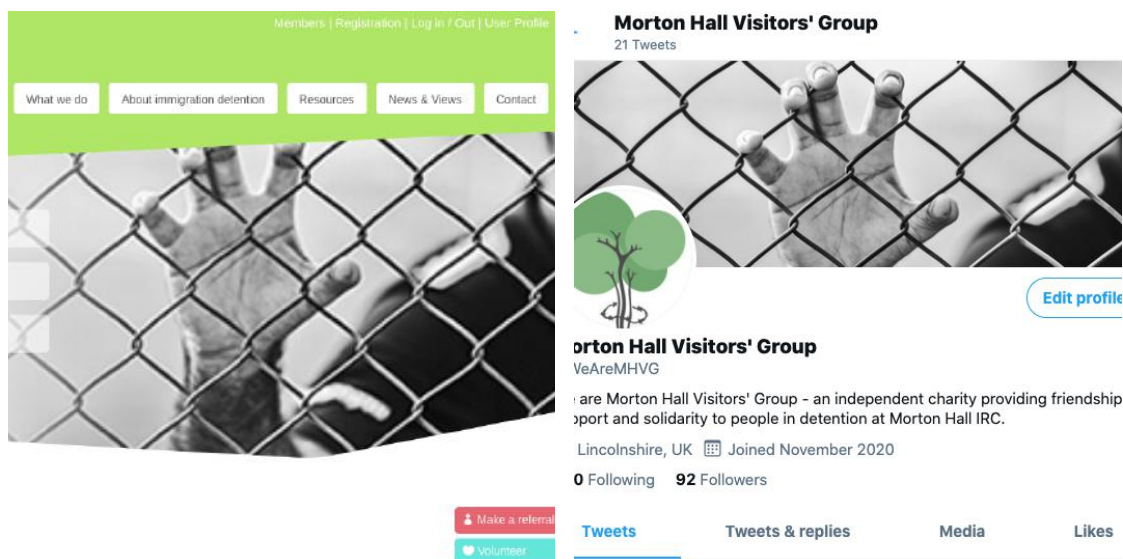 Members | Registration | Log in / Out | User Profile
What we do
About immigration detention
Resources
News & Views
Contact
Make a referral
Volunteer
Morton Hall Visitors' Group
21 Tweets
Edit profile
orton Hall Visitors' Group
WeAreMHVG
are Morton Hall Visitors' Group - an independent charity providing friendship
port and solidarity to people in detention at Morton Hall IRC.
Lincolnshire, UK Joined November 2020
0 Following 92 Followers
Tweets Tweets & replies Media Likes